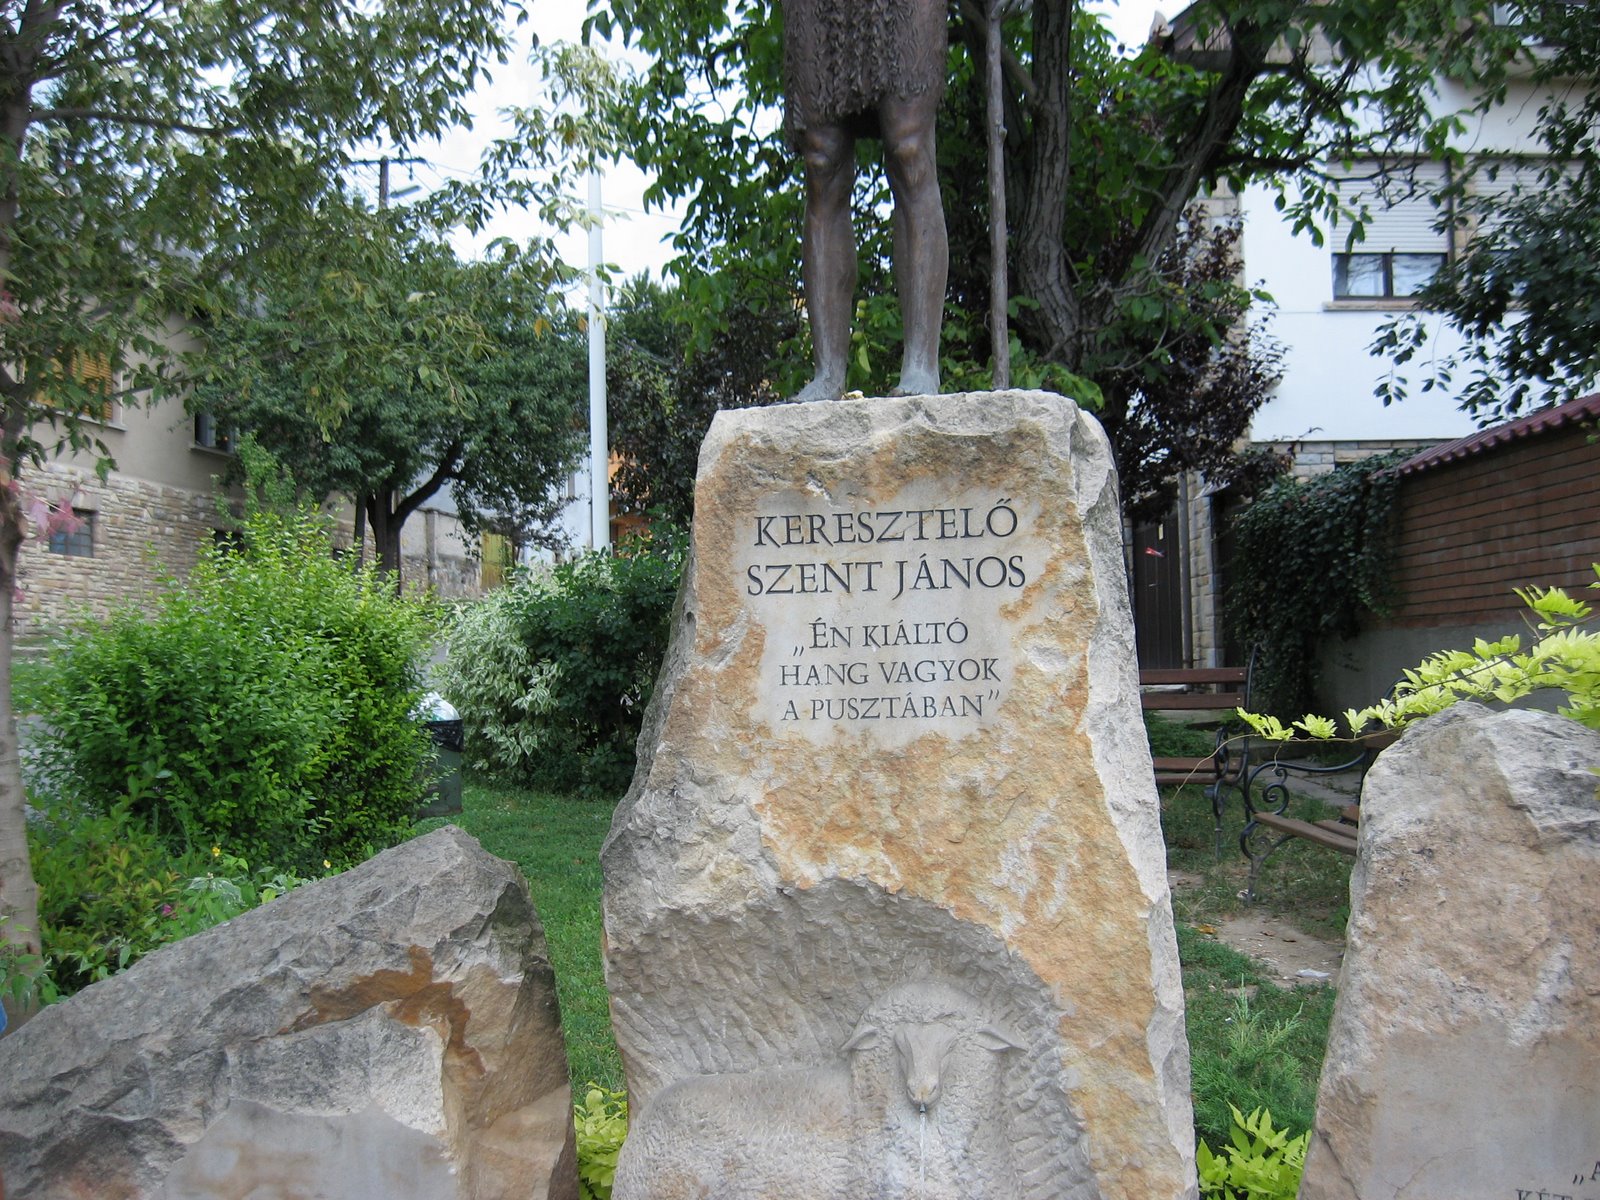 KERESZTELŐ
SZENT JÁNOS
„ÉN KIÁLTÓ
HANG VAGYOK
A PUSZTÁBAN”